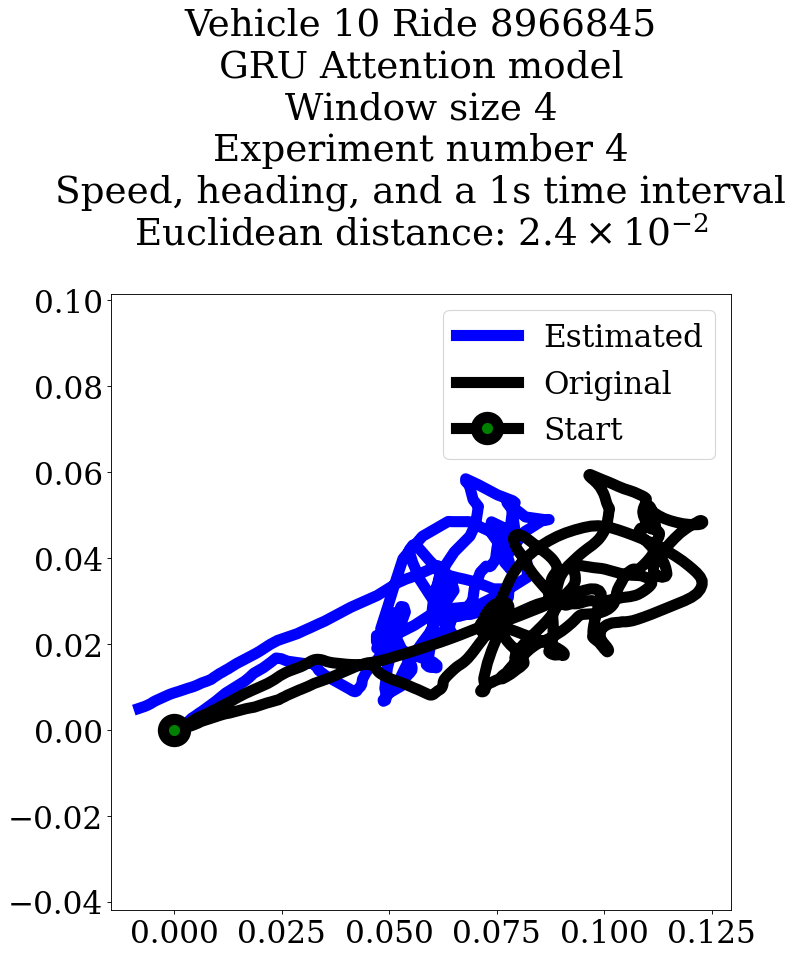 Vehicle 10 Ride 8966845
GRU Attention model
Window size 4
Experiment number 4
Speed, heading, and a 1s time interval
Euclidean distance: 2.4 × 10⁻²
Estimated
Original
Start
0.10
0.08
0.06
0.04
0.02
0.00
−0.02
−0.04
0.000 0.025 0.050 0.075 0.100 0.125